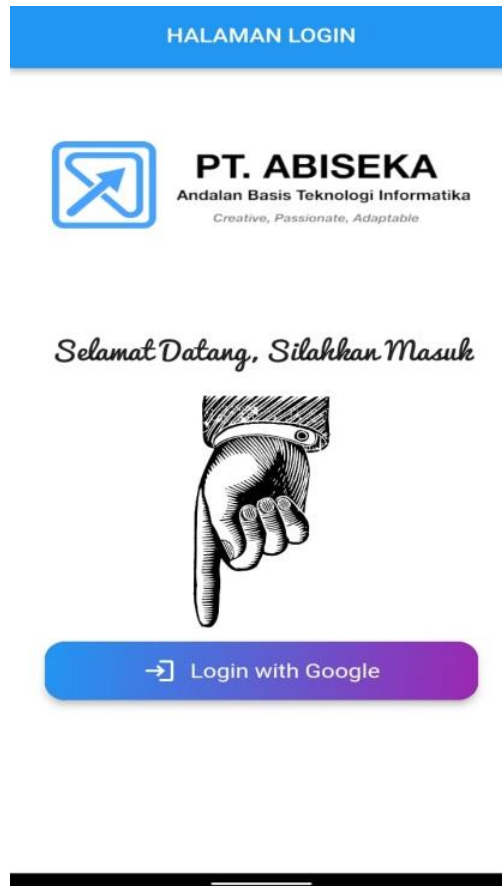 HALAMAN LOGIN
PT. ABISEKA
Andalan Basis Teknologi Informatika
Creative, Passionate, Adaptable
Selamat Datang, Silahkan Masuk
Login with Google